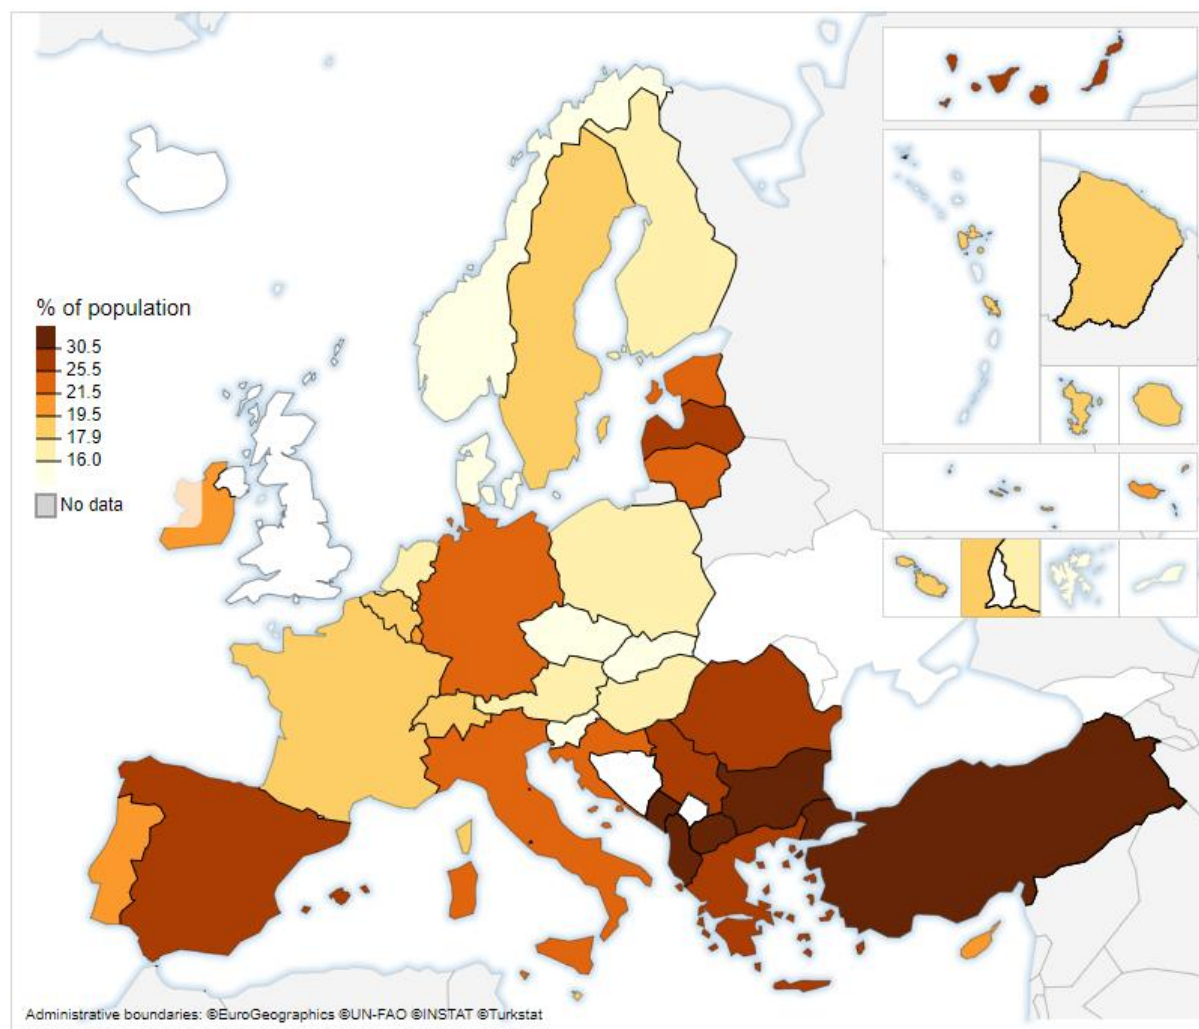 % of population
30.5
25.5
21.5
19.5
17.9
16.0
No data
Administrative boundaries: ©EuroGeographics ©UN-FAO ©INSTAT ©Turkstat